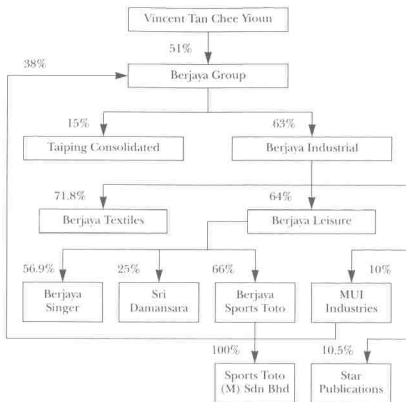 Vincent Tan Chee Yioun
51%
38%
Berjaya Group
15%
63%
Taiping Consolidated
Berjaya Industrial
71.8%
64%
Berjaya Textiles
Berjaya Leisure
56.9%
25%
66%
10%
Berjaya
Singer
Sri
Damansara
Berjaya
Sports Toto
MUI
Industries
100%
10.5%
Sports Toto
(M) Sdn Bhd
Star
Publications